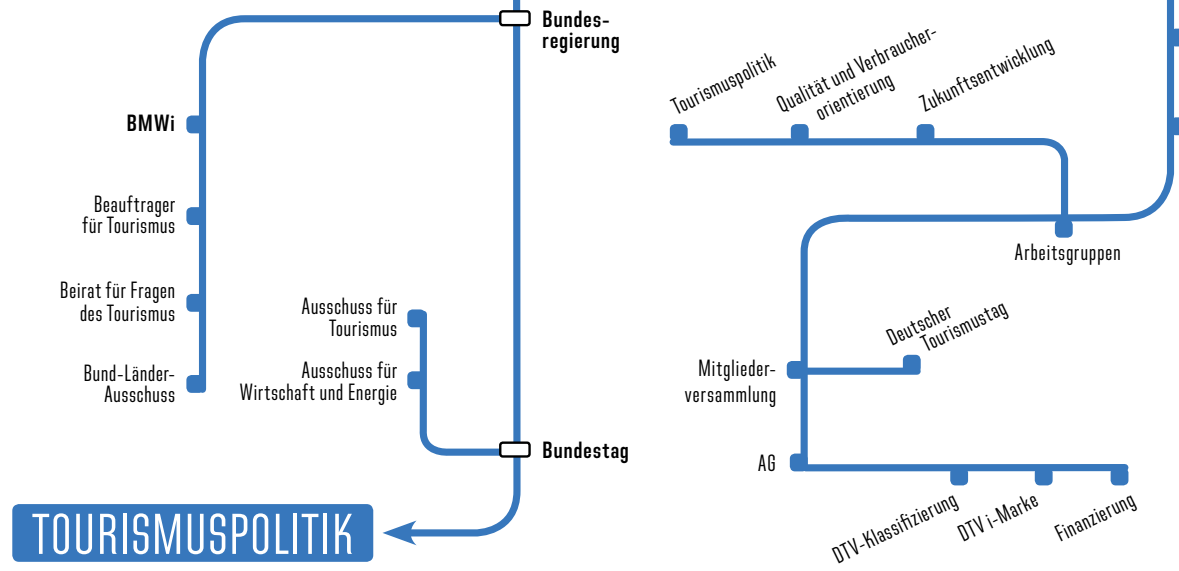 Bundes-
regierung
BMWi
Beauftrager
für Tourismus
Beirat für Fragen
des Tourismus
Bund-Länder-
Ausschuss
Ausschuss für
Tourismus
Ausschuss für
Wirtschaft und Energie
Bundestag
TOURISMUSPOLITIK
Tourismuspolitik
Qualität und Verbraucher-
orientierung
Zukunftsentwicklung
Arbeitsgruppen
Deutscher
Tourismustag
Mitglieder-
versammlung
AG
DTV-Klassifizierung
DTV i-Marke
Finanzierung